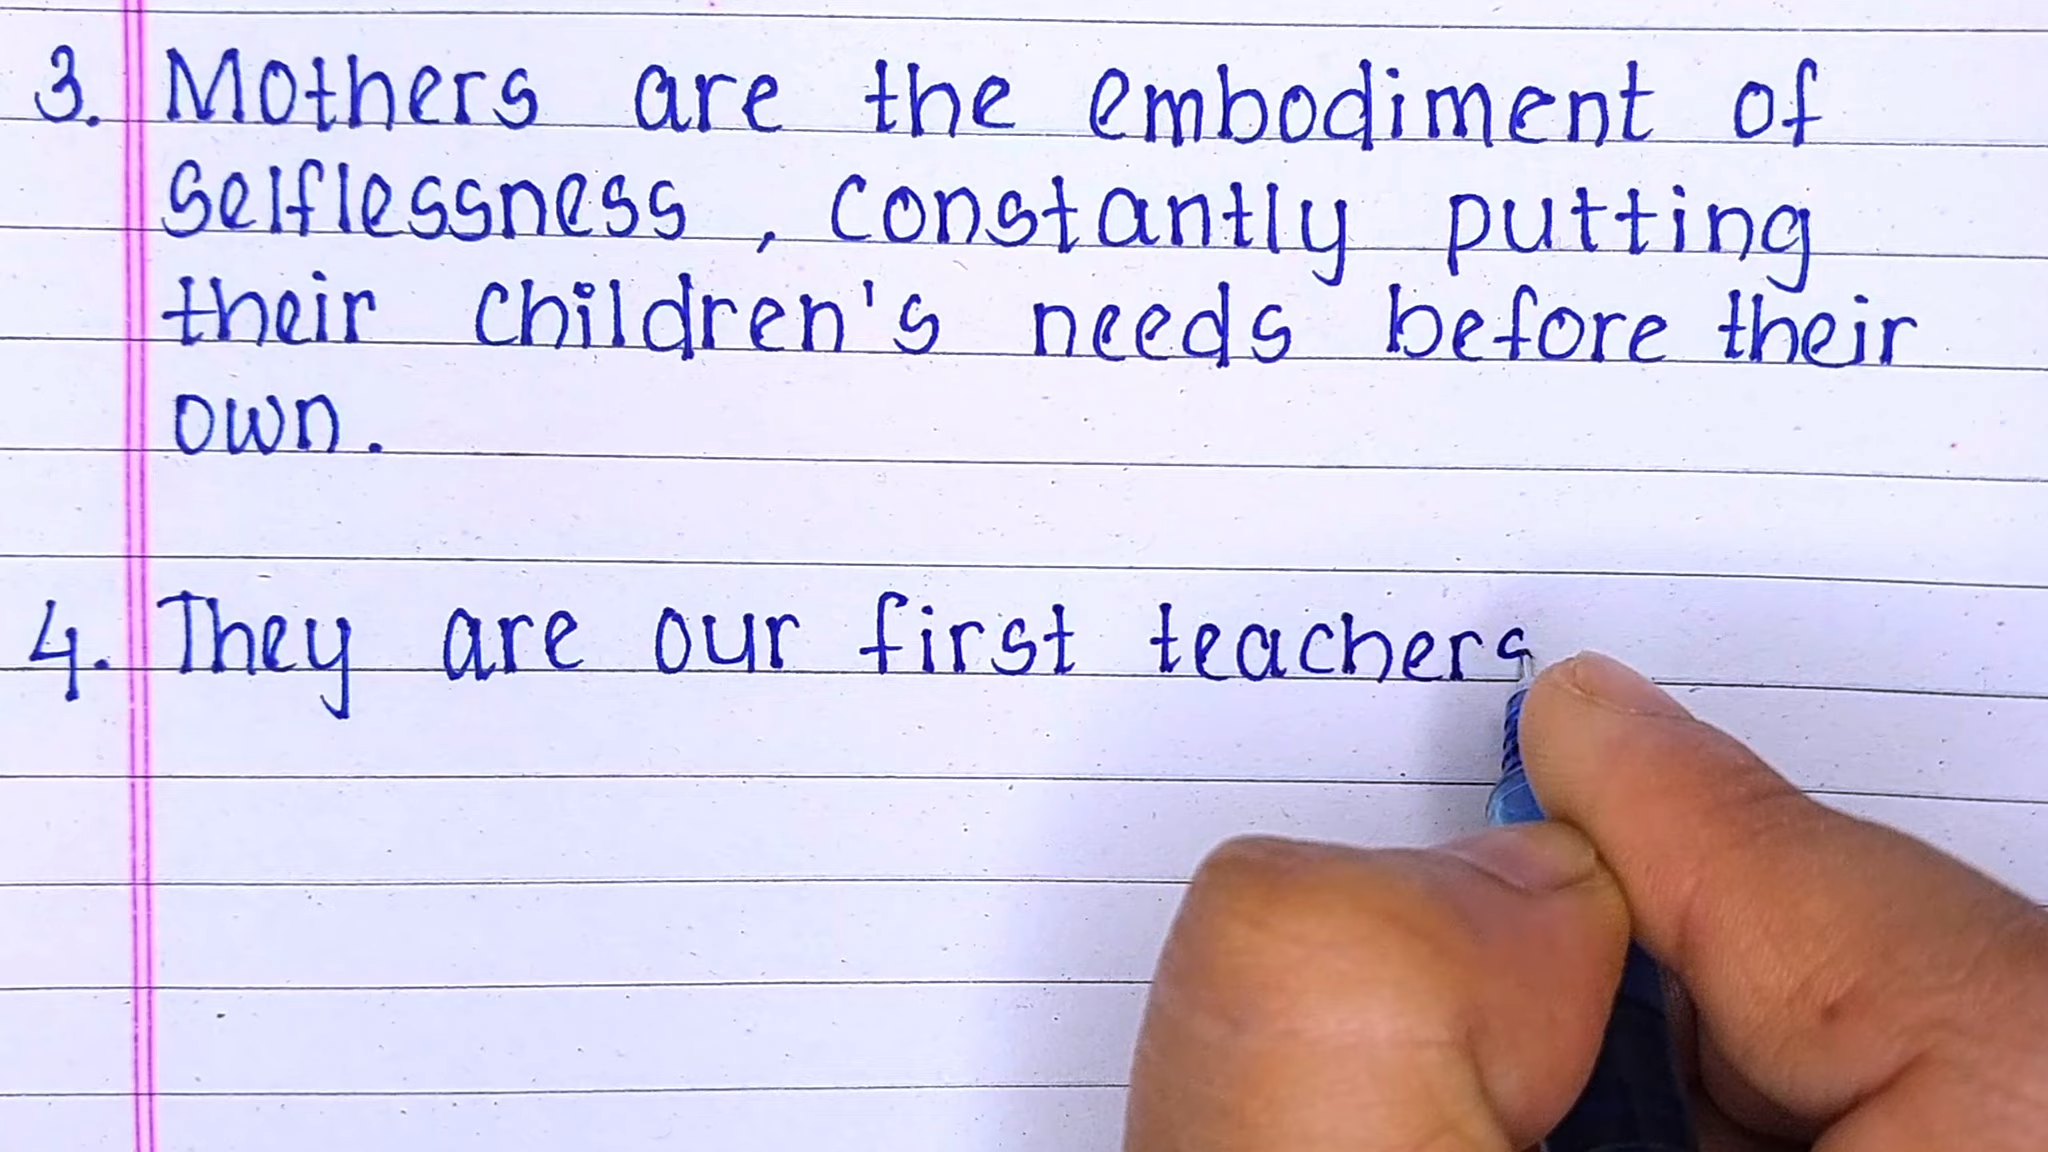 3. Mothers are the embodiment of
selflessness, constantly putting
their children's needs before their
own.
4. They are our first teachers